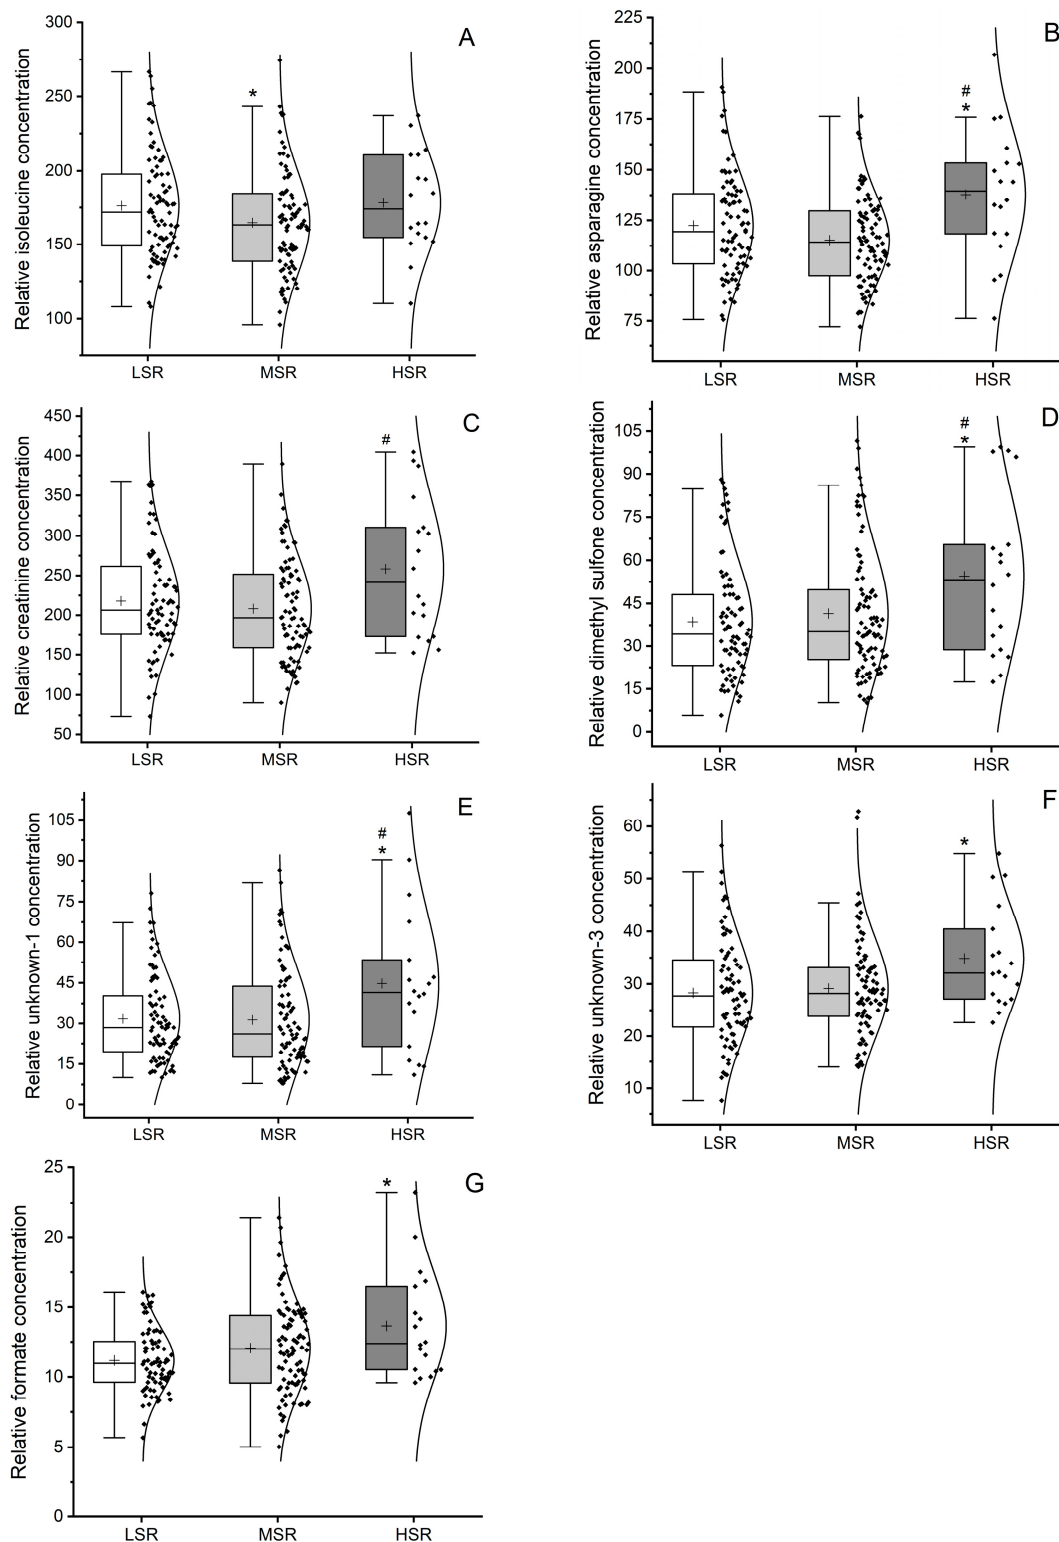 A
Relative isoleucine concentration
300
250
200
150
100
*
LSR
MSR
HSR
B
Relative asparagine concentration
225
200
175
150
125
100
75
#
*
LSR
MSR
HSR
C
Relative creatinine concentration
450
400
350
300
250
200
150
100
50
#
LSR
MSR
HSR
D
Relative dimethyl sulfone concentration
105
90
75
60
45
30
15
0
#
*
LSR
MSR
HSR
E
Relative unknown-1 concentration
105
90
75
60
45
30
15
0
#
*
LSR
MSR
HSR
F
Relative unknown-3 concentration
60
50
40
30
20
10
*
LSR
MSR
HSR
G
Relative formate concentration
25
20
15
10
5
0
*
LSR
MSR
HSR